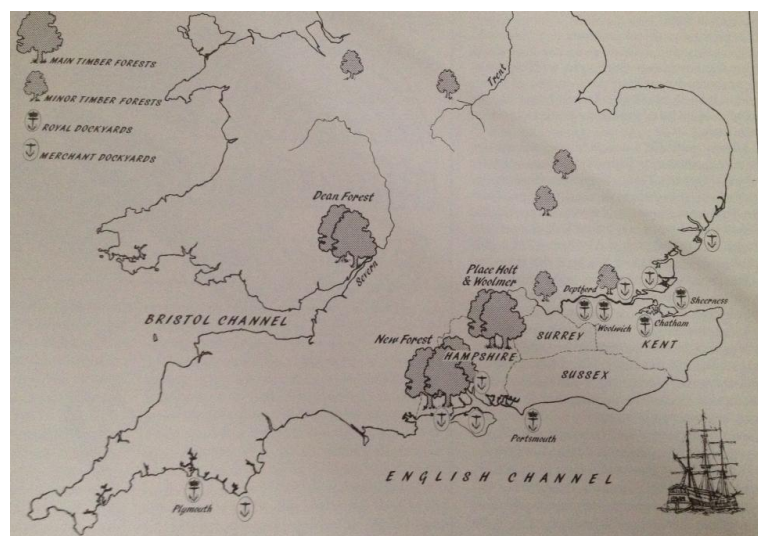 MAIN TIMBER FORESTS
MINOR TIMBER FORESTS
ROYAL DOCKYARDS
MERCHANT DOCKYARDS
Trent
Dean Forest
Severn
Place Holt
& Woolmer
Deptford
Sheerness
BRISTOL CHANNEL
Woolwich
Chatham
SURREY
KENT
New Forest
HAMPSHIRE
SUSSEX
Portsmouth
ENGLISH CHANNEL
Plymouth